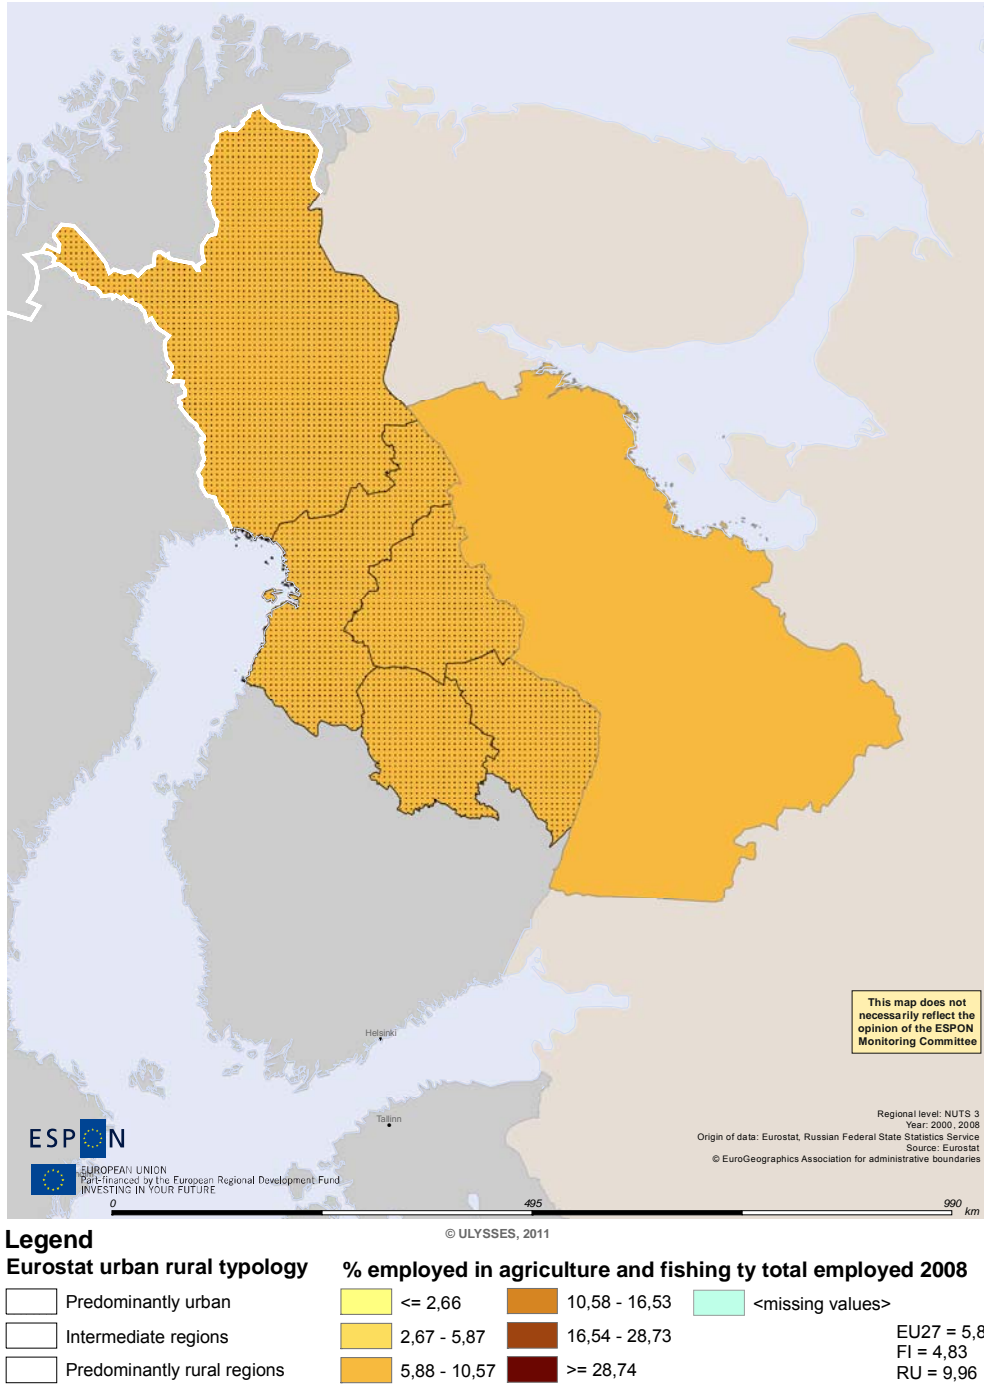 Helsinki
Tallinn
This map does not
necessarily reflect the
opinion of the ESPON
Monitoring Committee
Regional level: NUTS 3
Year: 2000, 2008
Origin of data: Eurostat, Russian Federal State Statistics Service
Source: Eurostat
© EuroGeographics Association for administrative boundaries
ESPON
EUROPEAN UNION
Part-financed by the European Regional Development Fund
INVESTING IN YOUR FUTURE
0 495 990 km
© ULYSSES, 2011
Legend
Eurostat urban rural typology
Predominantly urban
Intermediate regions
Predominantly rural regions
% employed in agriculture and fishing ty total employed 2008
<= 2,66
2,67 - 5,87
5,88 - 10,57
10,58 - 16,53
16,54 - 28,73
>= 28,74
<missing values>
EU27 = 5,8
FI = 4,83
RU = 9,96